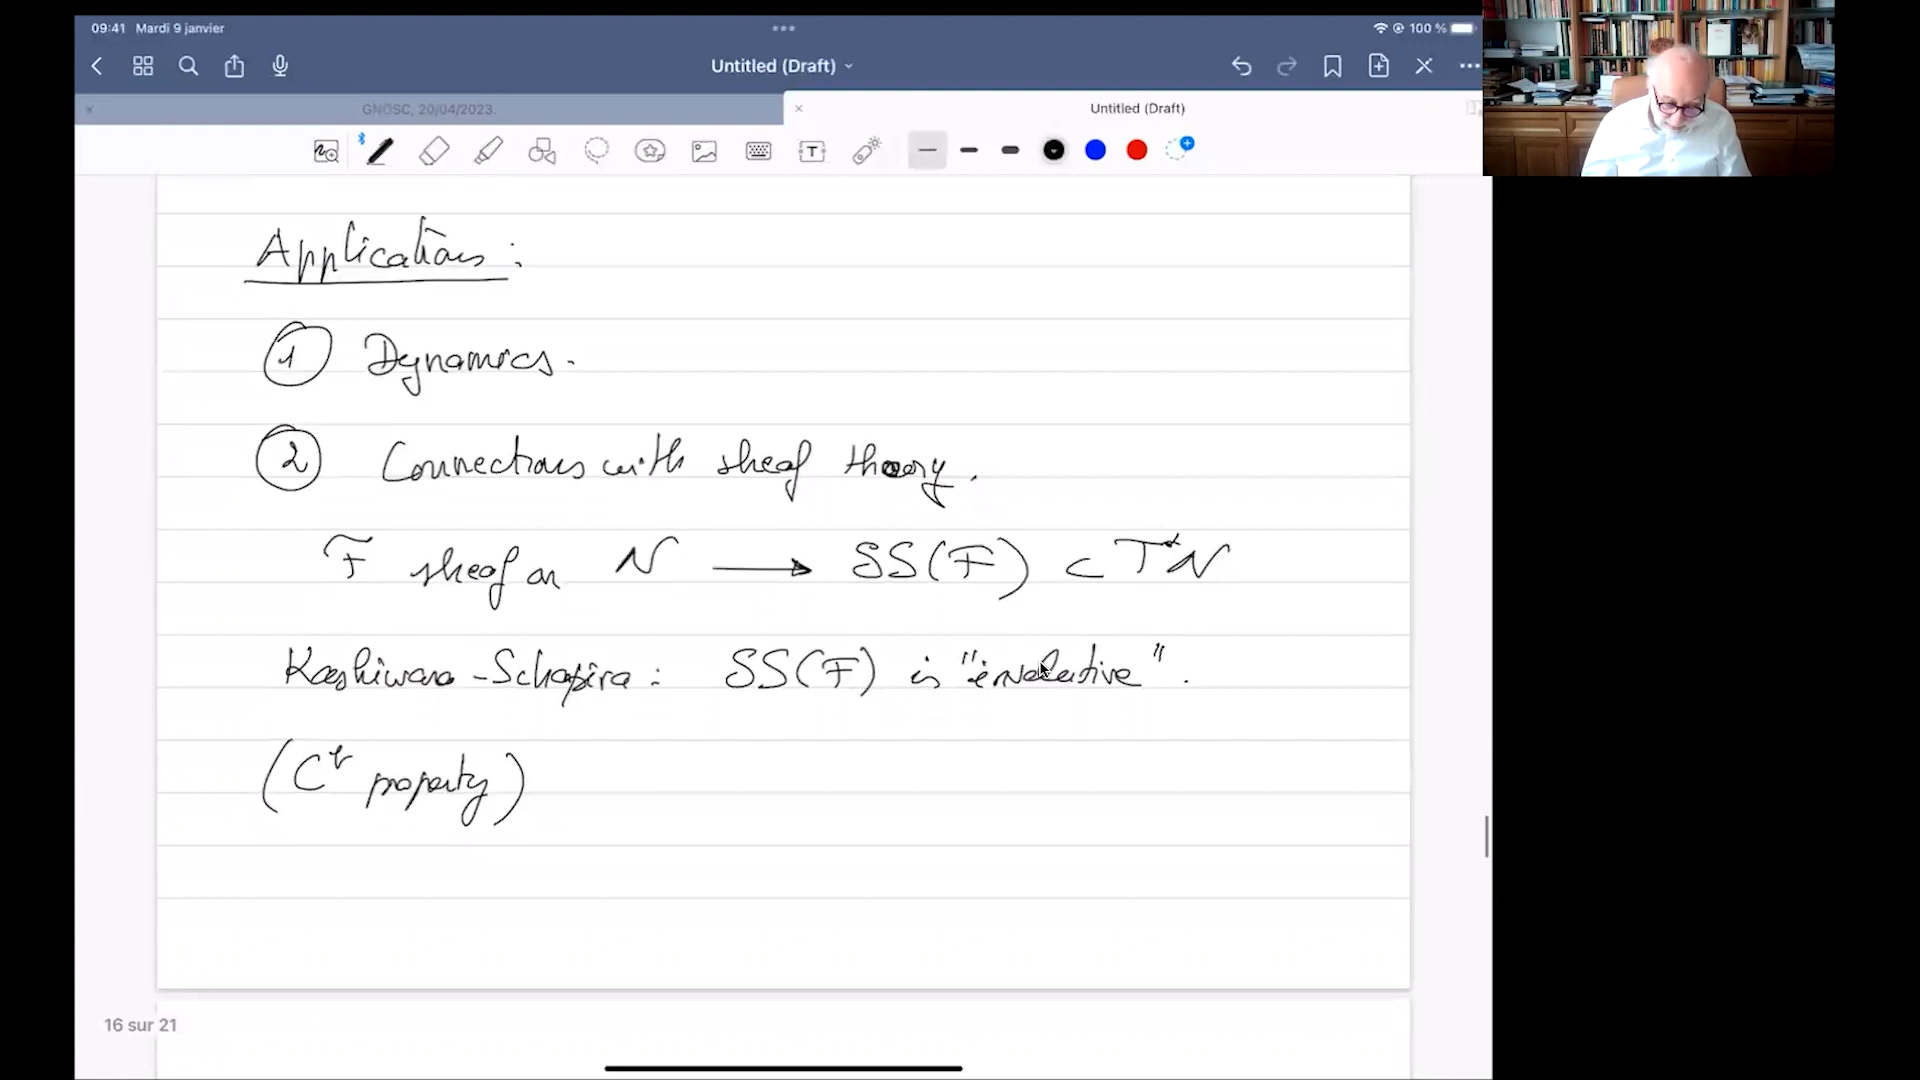 09:41 Mardi 9 janvier
100 %
Untitled (Draft)
GNOSC, 20/04/2023.
Untitled (Draft)
T
Applications :
1 Dynamics.
2 Connections with sheaf theory.
F sheaf on N → SS(F) ⊂ T*N
Kashiwara-Schapira : SS(F) is "involutive".
(C⁺ property)
16 sur 21